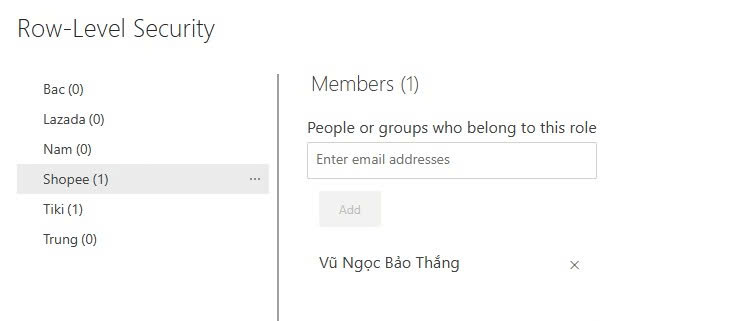 Row-Level Security
Bac (0)
Lazada (0)
Nam (0)
Shopee (1)
...
Tiki (1)
Trung (0)
Members (1)
People or groups who belong to this role
Enter email addresses
Add
Vũ Ngọc Bảo Thắng